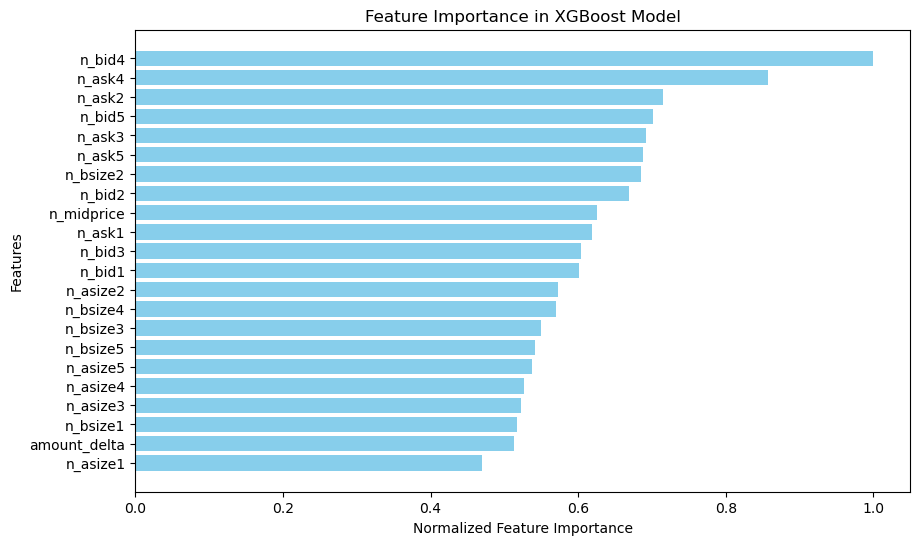 Feature Importance in XGBoost Model
n_bid4
n_ask4
n_ask2
n_bid5
n_ask3
n_ask5
n_bsize2
n_bid2
n_midprice
n_ask1
n_bid3
n_bid1
n_asize2
n_bsize4
n_bsize3
n_bsize5
n_asize5
n_asize4
n_asize3
n_bsize1
amount_delta
n_asize1
Features
0.0 0.2 0.4 0.6 0.8 1.0
Normalized Feature Importance